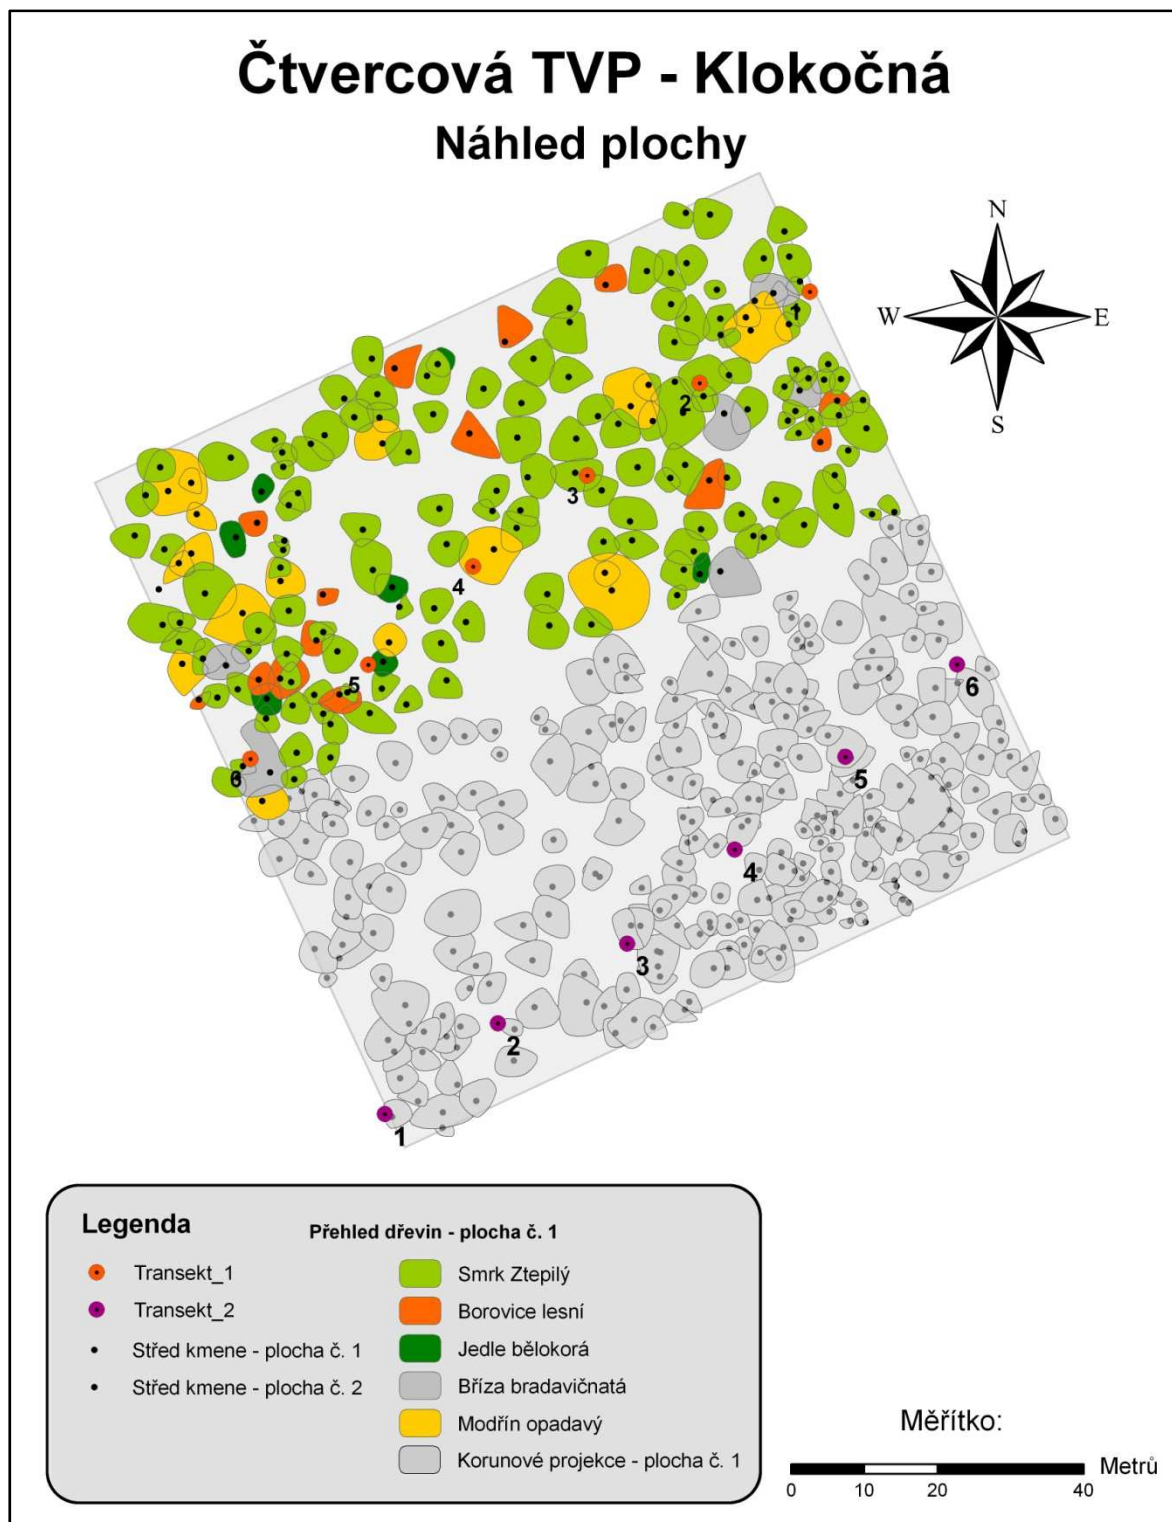 Čtvercová TVP - Klokočná
Náhled plochy
N
W E
S
1
2
3
4
5
6
6
5
4
3
2
1
Legenda
Transekt_1
Transekt_2
Střed kmene - plocha č. 1
Střed kmene - plocha č. 2
Přehled dřevin - plocha č. 1
Smrk Ztepilý
Borovice lesní
Jedle bělokorá
Bříza bradavičnatá
Modřín opadavý
Korunové projekce - plocha č. 1
Měřítko:
Metrů
0 10 20 40